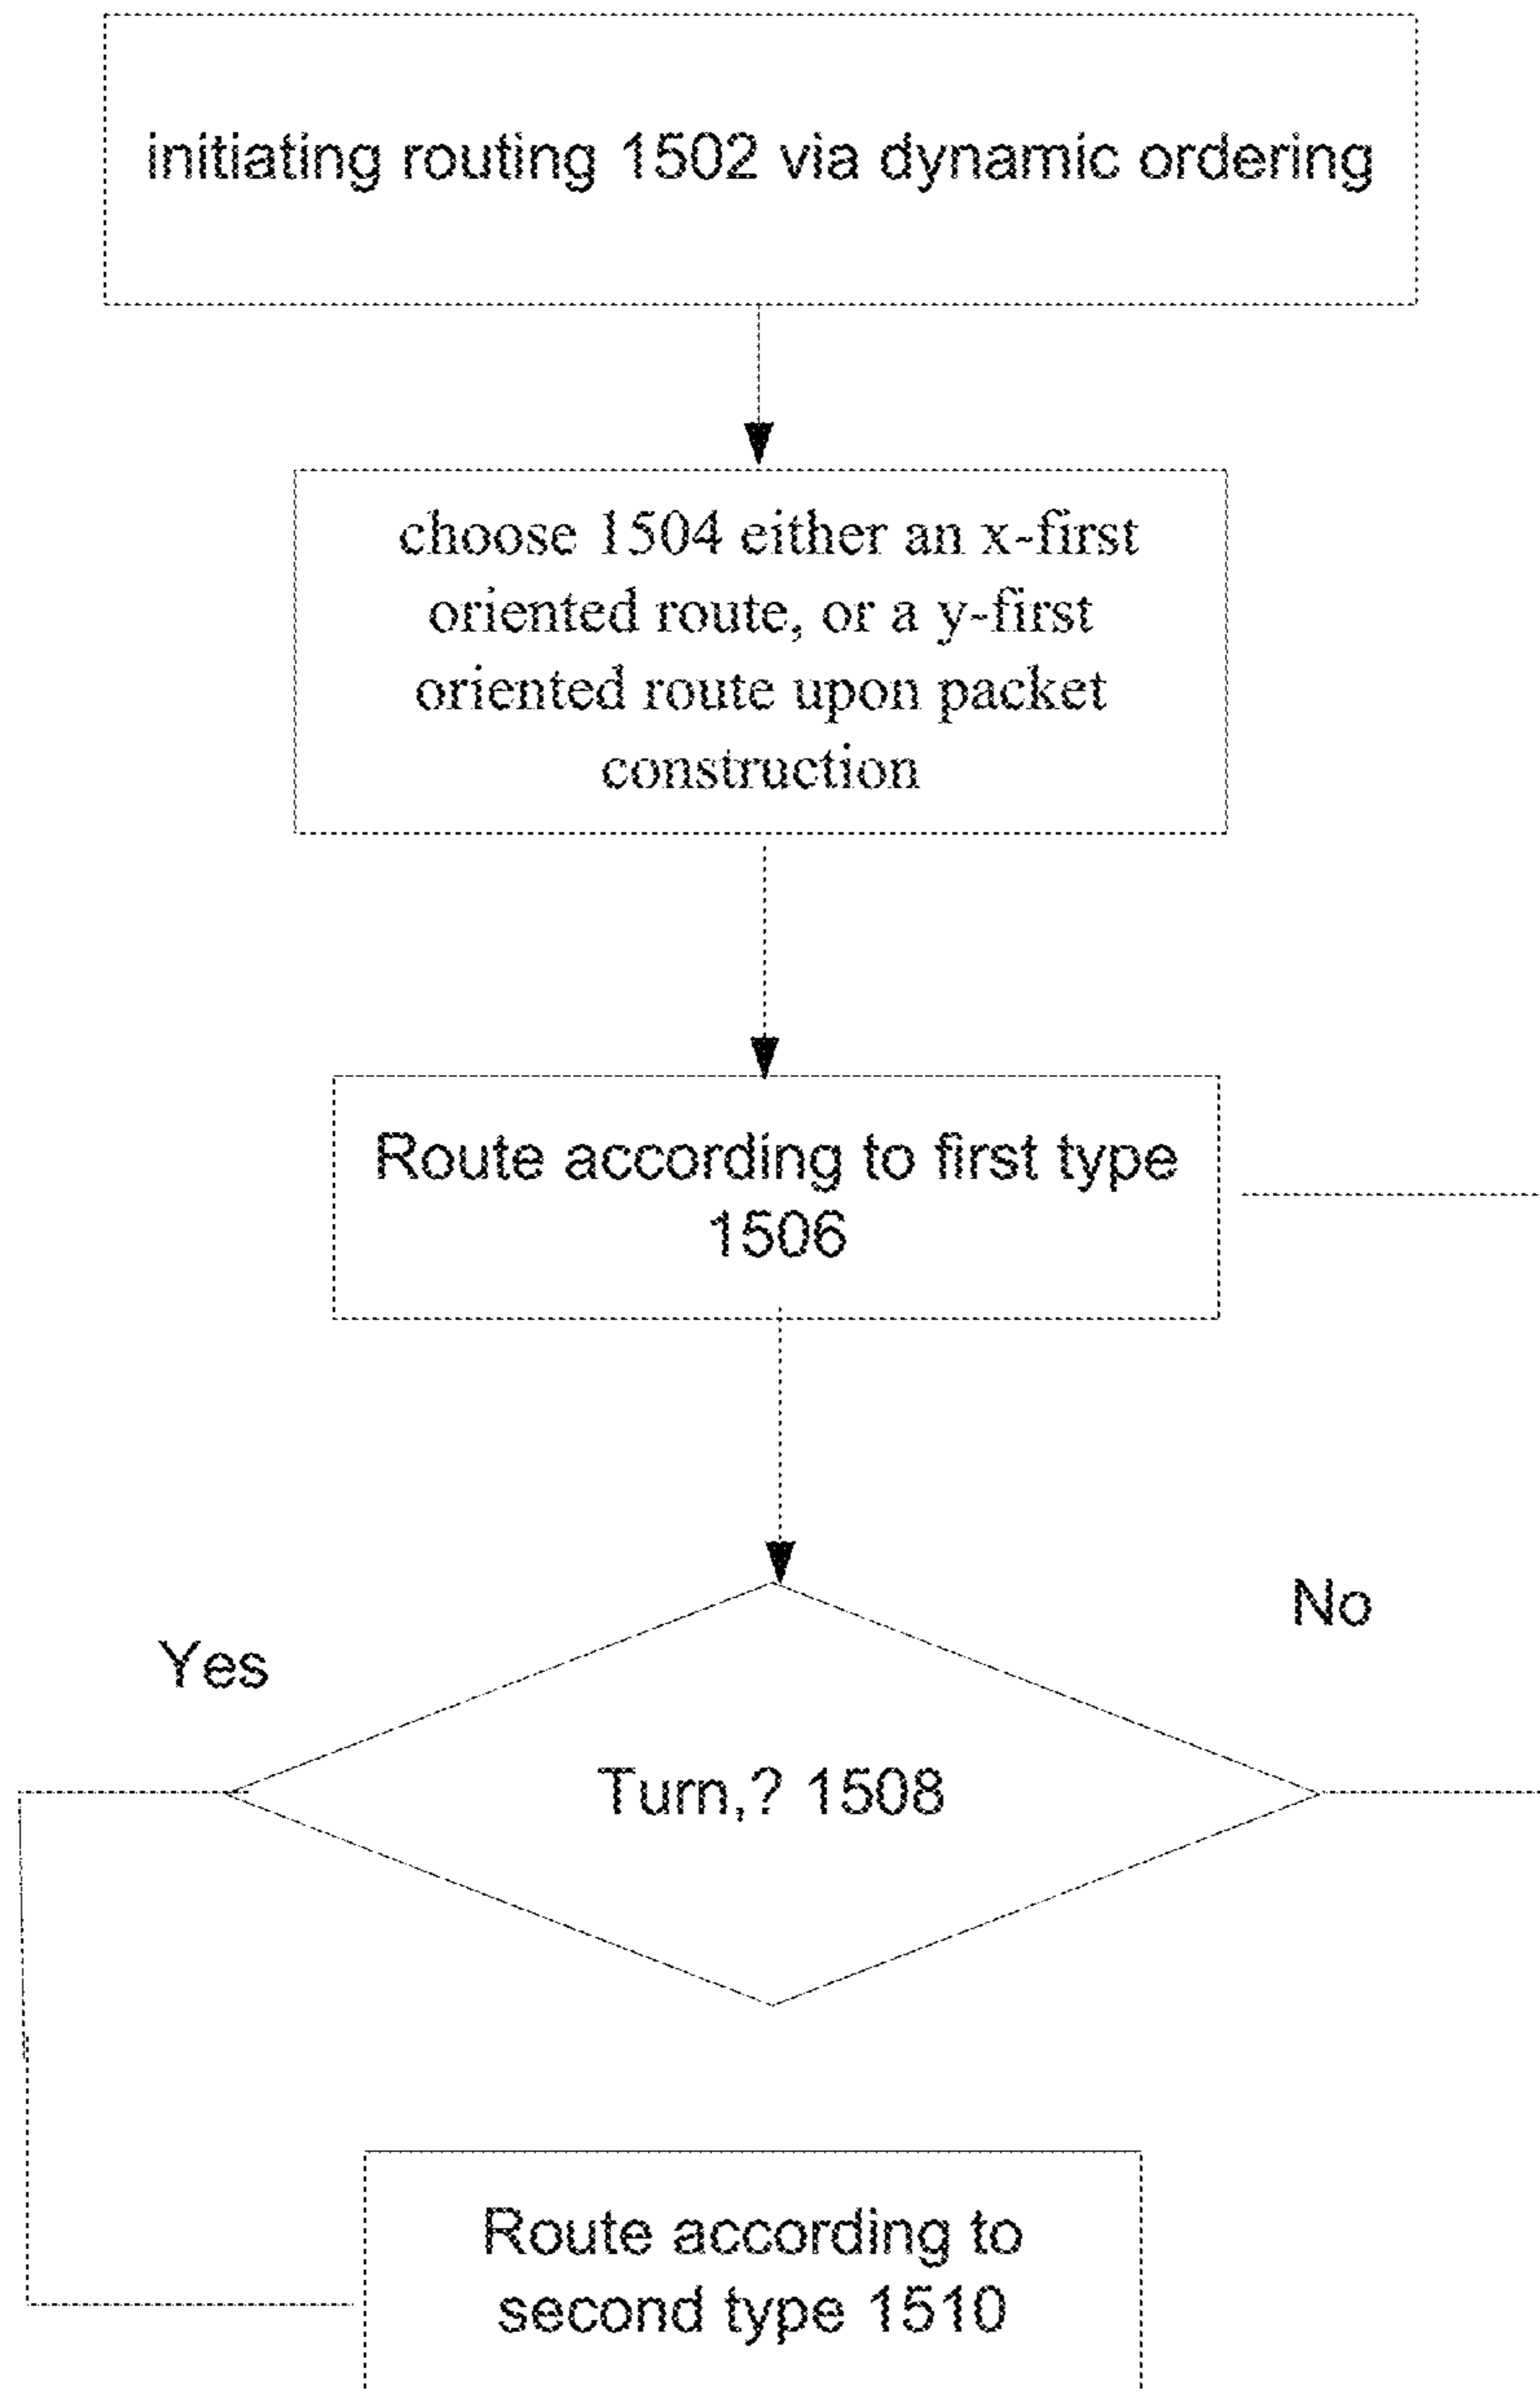 initiating routing 1502 via dynamic ordering
choose 1504 either an x-first
oriented route, or a y-first
oriented route upon packet
construction
Route according to first type
1506
No
Yes
Turn,? 1508
Route according to
second type 1510